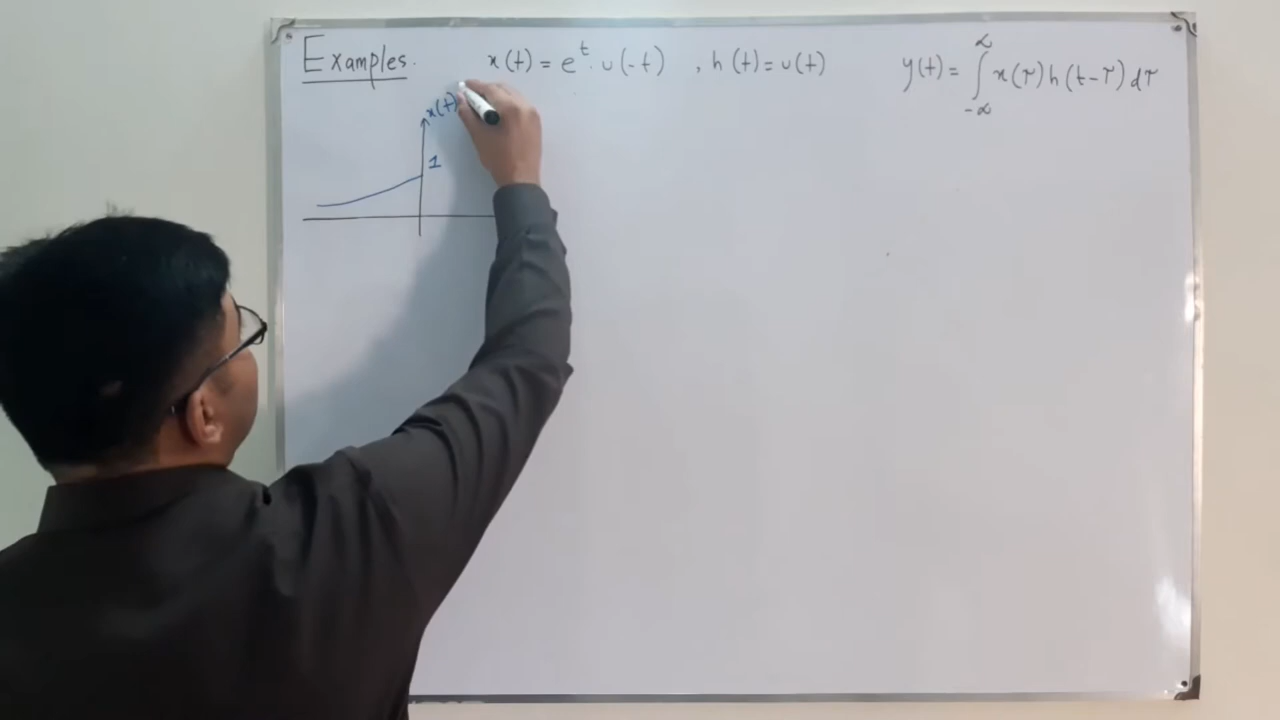 Examples. x(t) = e^t . u(-t) , h(t) = u(t) y(t) = ∫_{-∞}^{∞} x(τ) h(t-τ) dτ
x(t)
1